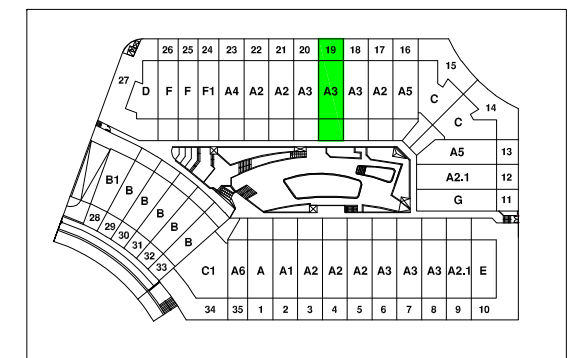 26 25 24 23 22 21 20 19 18 17 16
15
27
D F F F1 A4 A2 A2 A3 A3 A3 A2 A5
C
14
C
A5 13
A2.1 12
G 11
B1
B
B
B
B
B
28
29
30
31
32
33
C1 A6 A A1 A2 A2 A2 A3 A3 A3 A2.1 E
34 35 1 2 3 4 5 6 7 8 9 10